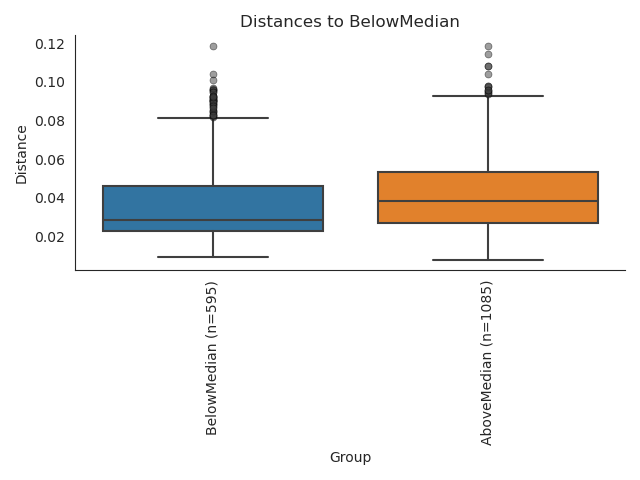 Distances to BelowMedian
Distance
0.12
0.10
0.08
0.06
0.04
0.02
BelowMedian (n=595)
AboveMedian (n=1085)
Group